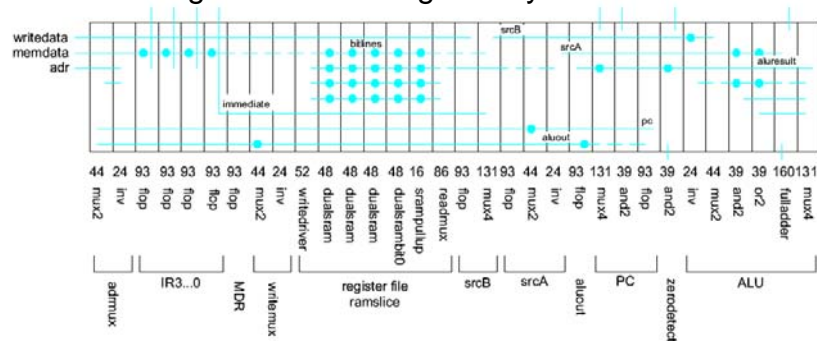 writedata
srcB
memdata
bitlines
srcA
adr
aluresult
immediate
pc
aluout
44 24 93 93 93 93 93 44 24 52 48 48 48 48 16 86 93 131 93 44 24 93 131 39 93 39 24 44 39 39 160 131
mux2
inv
flop
flop
flop
flop
flop
mux2
inv
writedriver
dualsram
dualsram
dualsram
dualsrambit0
srampullup
readmux
flop
mux4
flop
mux2
inv
flop
mux4
and2
flop
and2
inv
mux2
and2
or2
fulladder
mux4
admux
IR3...0
MDR
writemux
register file
ramslice
srcB
srcA
aluout
PC
zerodetect
ALU